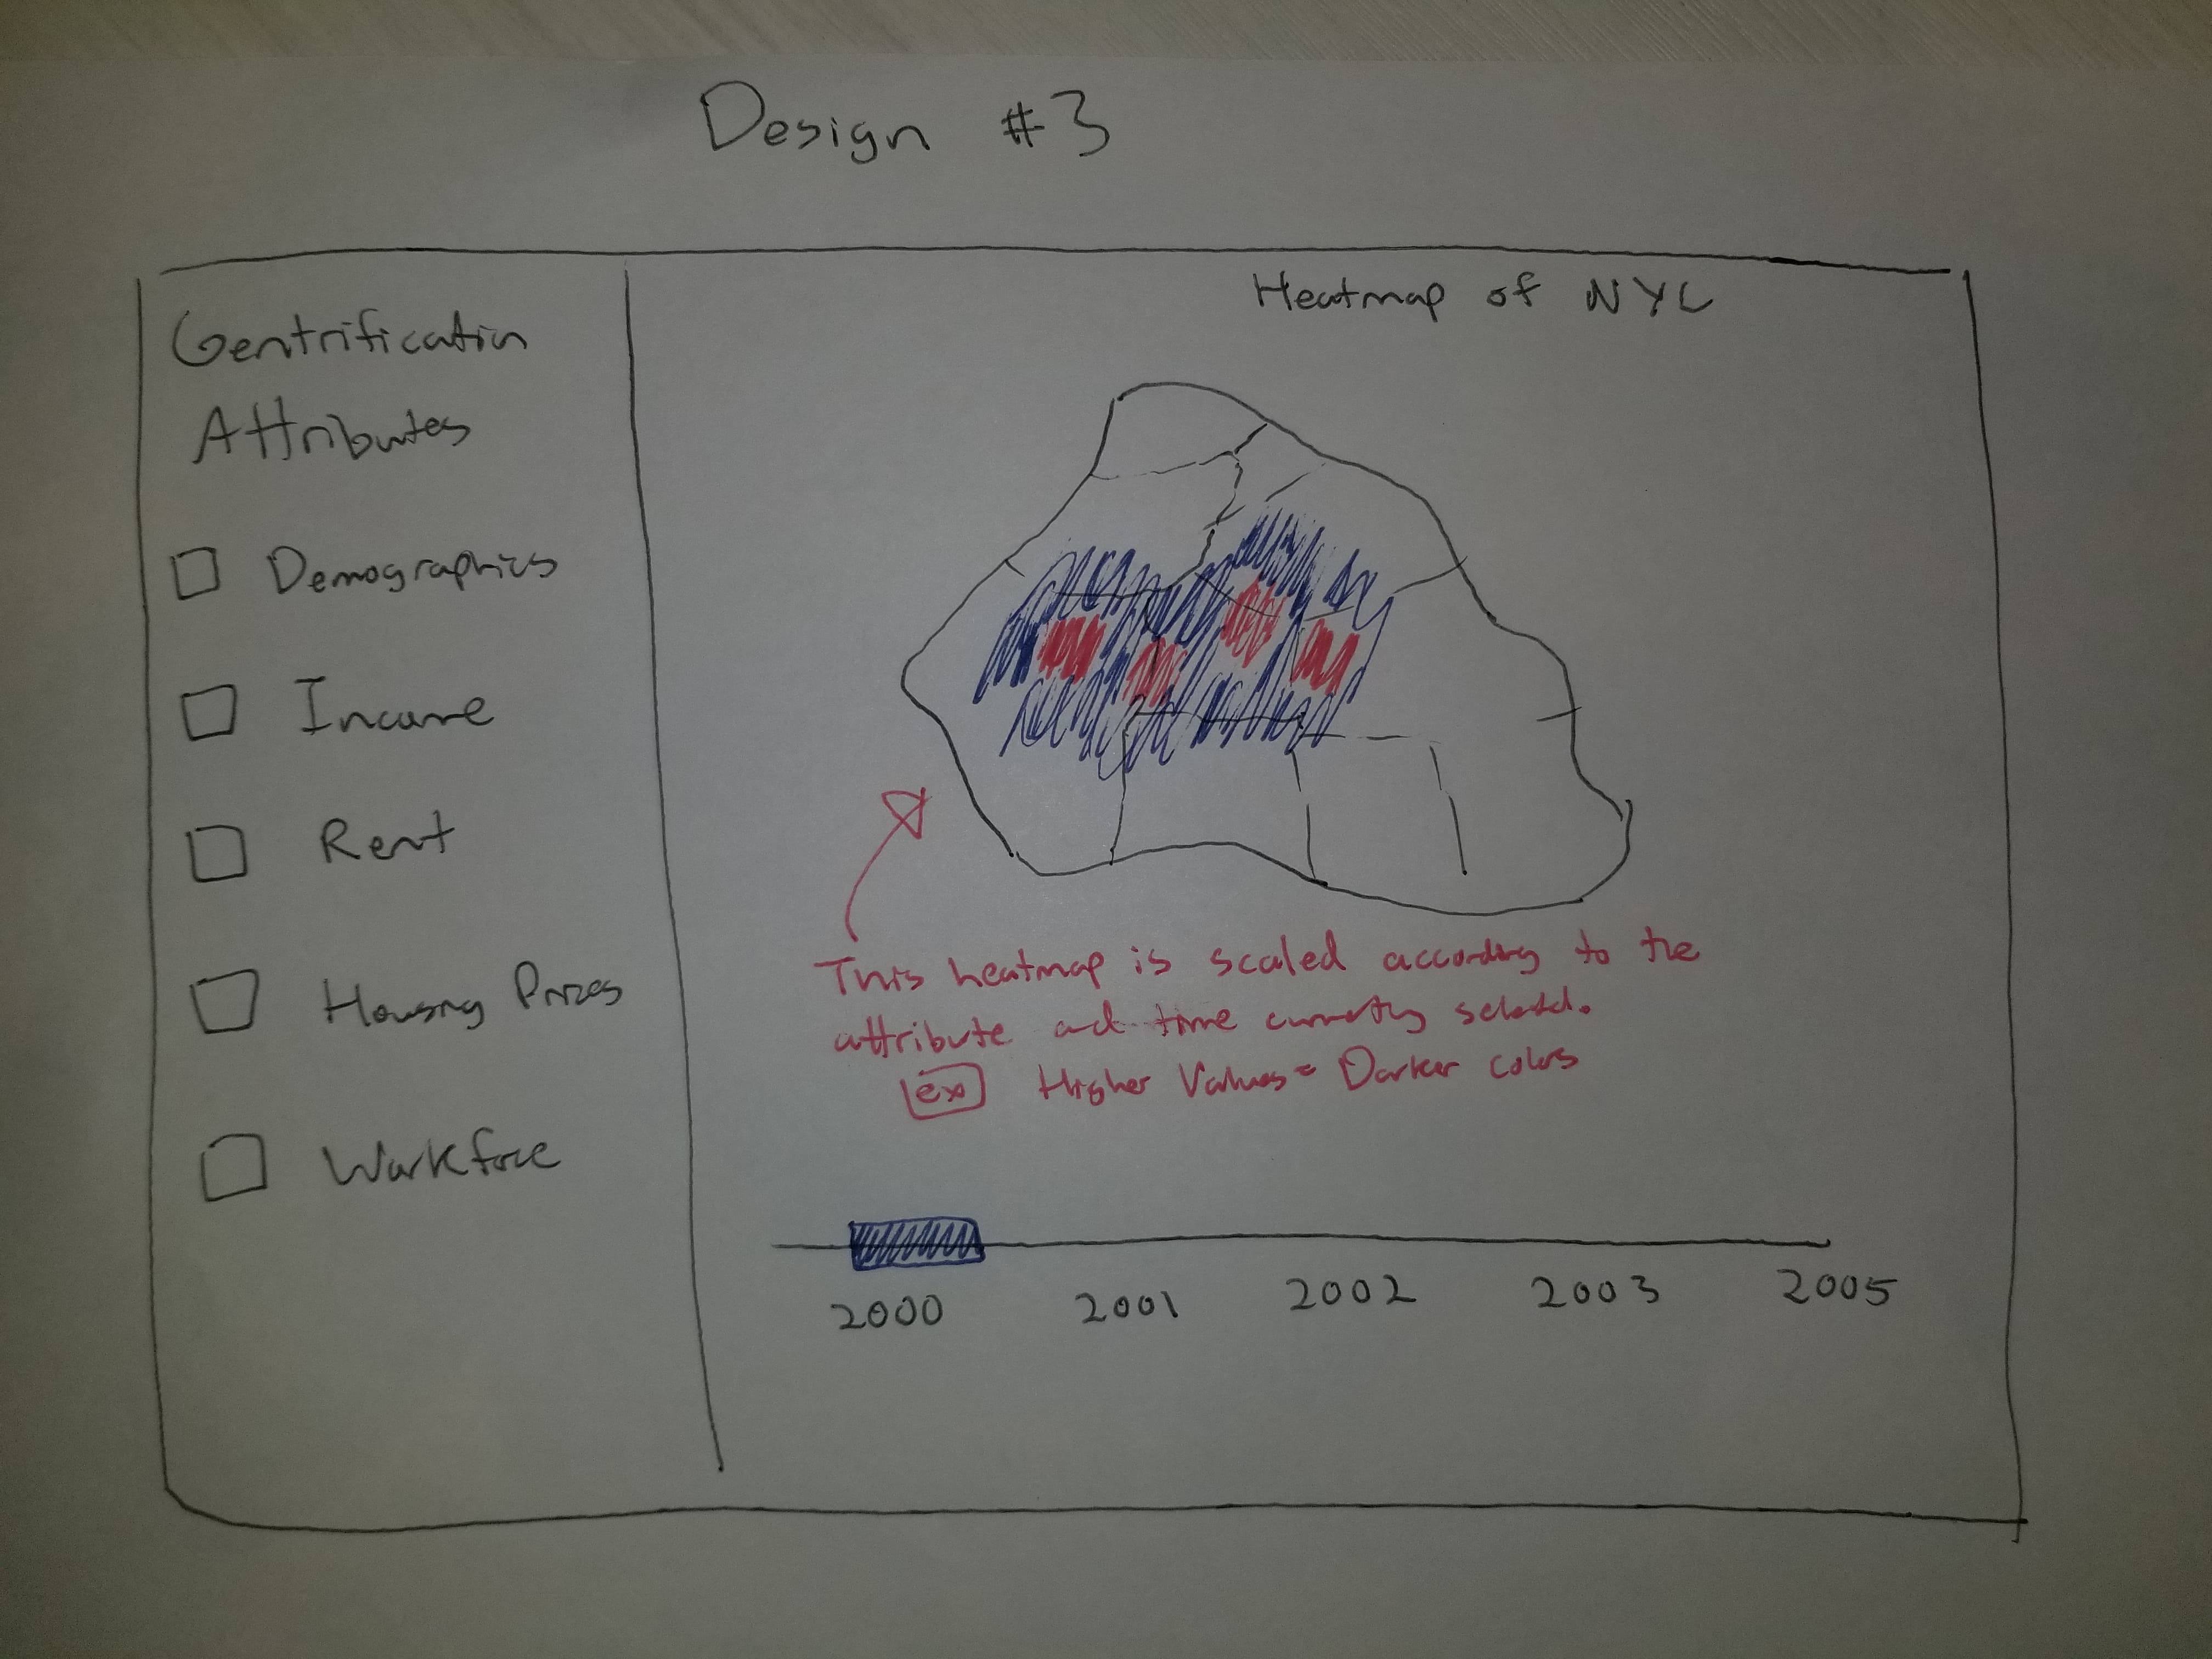 Design #3
Heatmap of NYC
Gentrification
Attributes
Demographics
Income
Rent
Housing Prizes
Workforce
This heatmap is scaled according to the
attribute and time currently selected.
ex Higher Values = Darker colors
2000 2001 2002 2003 2005